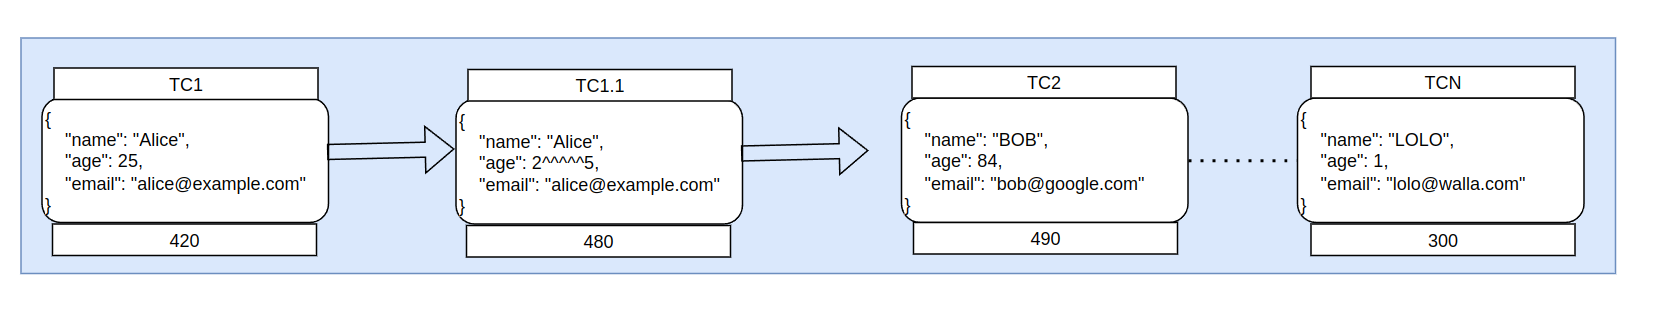 TC1
{
"name": "Alice",
"age": 25,
"email": "alice@example.com"
}
420
TC1.1
{
"name": "Alice",
"age": 2^^^^^5,
"email": "alice@example.com"
}
480
TC2
{
"name": "BOB",
"age": 84,
"email": "bob@google.com"
}
490
TCN
{
"name": "LOLO",
"age": 1,
"email": "lolo@walla.com"
}
300